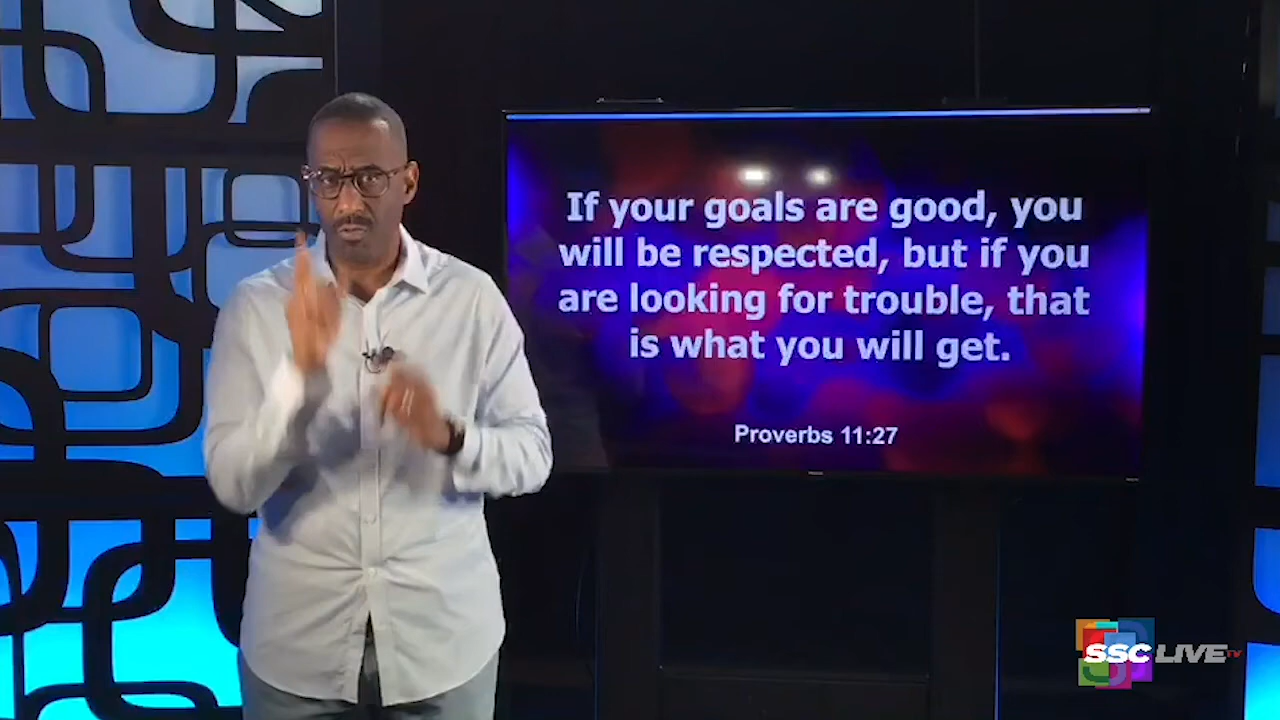 If your goals are good, you
will be respected, but if you
are looking for trouble, that
is what you will get.
Proverbs 11:27
SSC LIVE TV